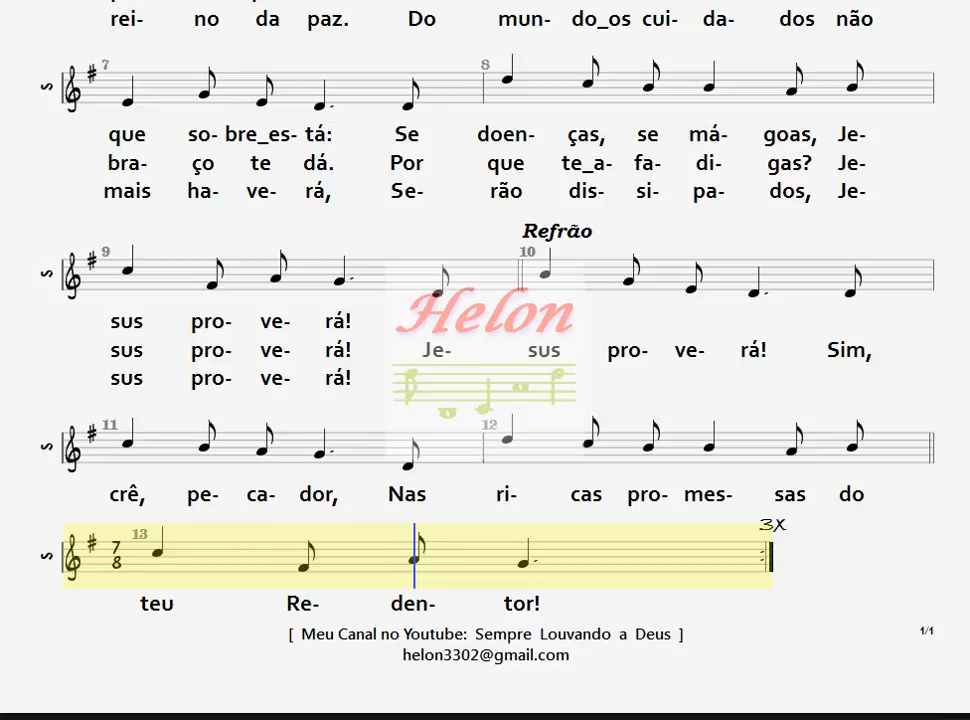 rei- no da paz. Do mun- do_os cui- da- dos não
7 8
S
que so- bre_es- tá: Se doen- ças, se má- goas, Je-
bra- ço te dá. Por que te_a- fa- di- gas? Je-
mais ha- ve- rá, Se- rão dis- si- pa- dos, Je-
Refrão
9 10
S
sus pro- ve- rá!
Helon
sus pro- ve- rá! Je- sus pro- ve- rá! Sim,
sus pro- ve- rá!
11 12
S
crê, pe- ca- dor, Nas ri- cas pro- mes- sas do
3X
13
S 7 8
teu Re- den- tor!
[ Meu Canal no Youtube: Sempre Louvando a Deus ]
1/1
helon3302@gmail.com